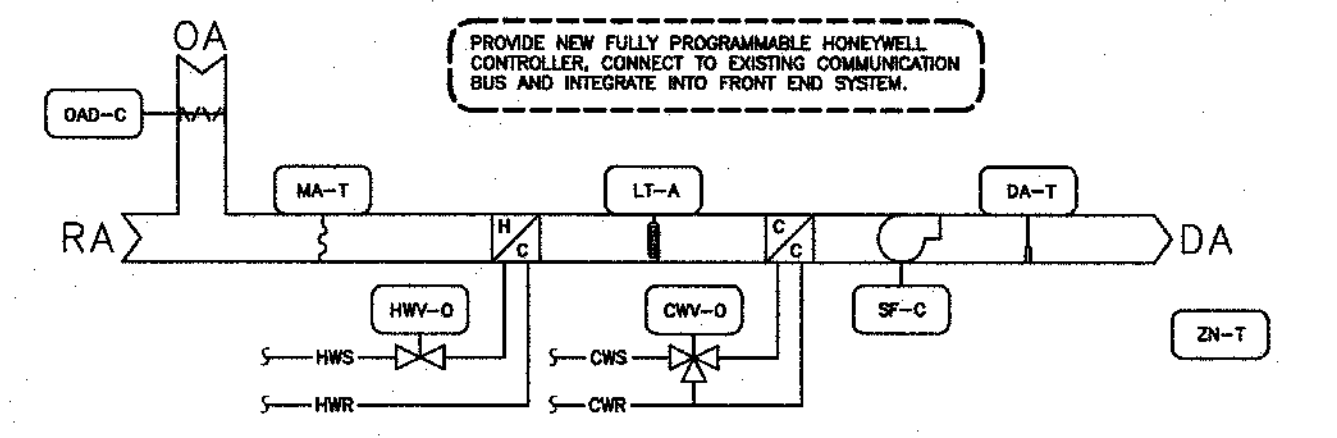 OA
PROVIDE NEW FULLY PROGRAMMABLE HONEYWELL
CONTROLLER, CONNECT TO EXISTING COMMUNICATION
BUS AND INTEGRATE INTO FRONT END SYSTEM.
OAD-C
MA-T
LT-A
DA-T
RA
H
C
C
C
DA
HWV-O
CWV-O
SF-C
ZN-T
HWS
CWS
HWR
CWR